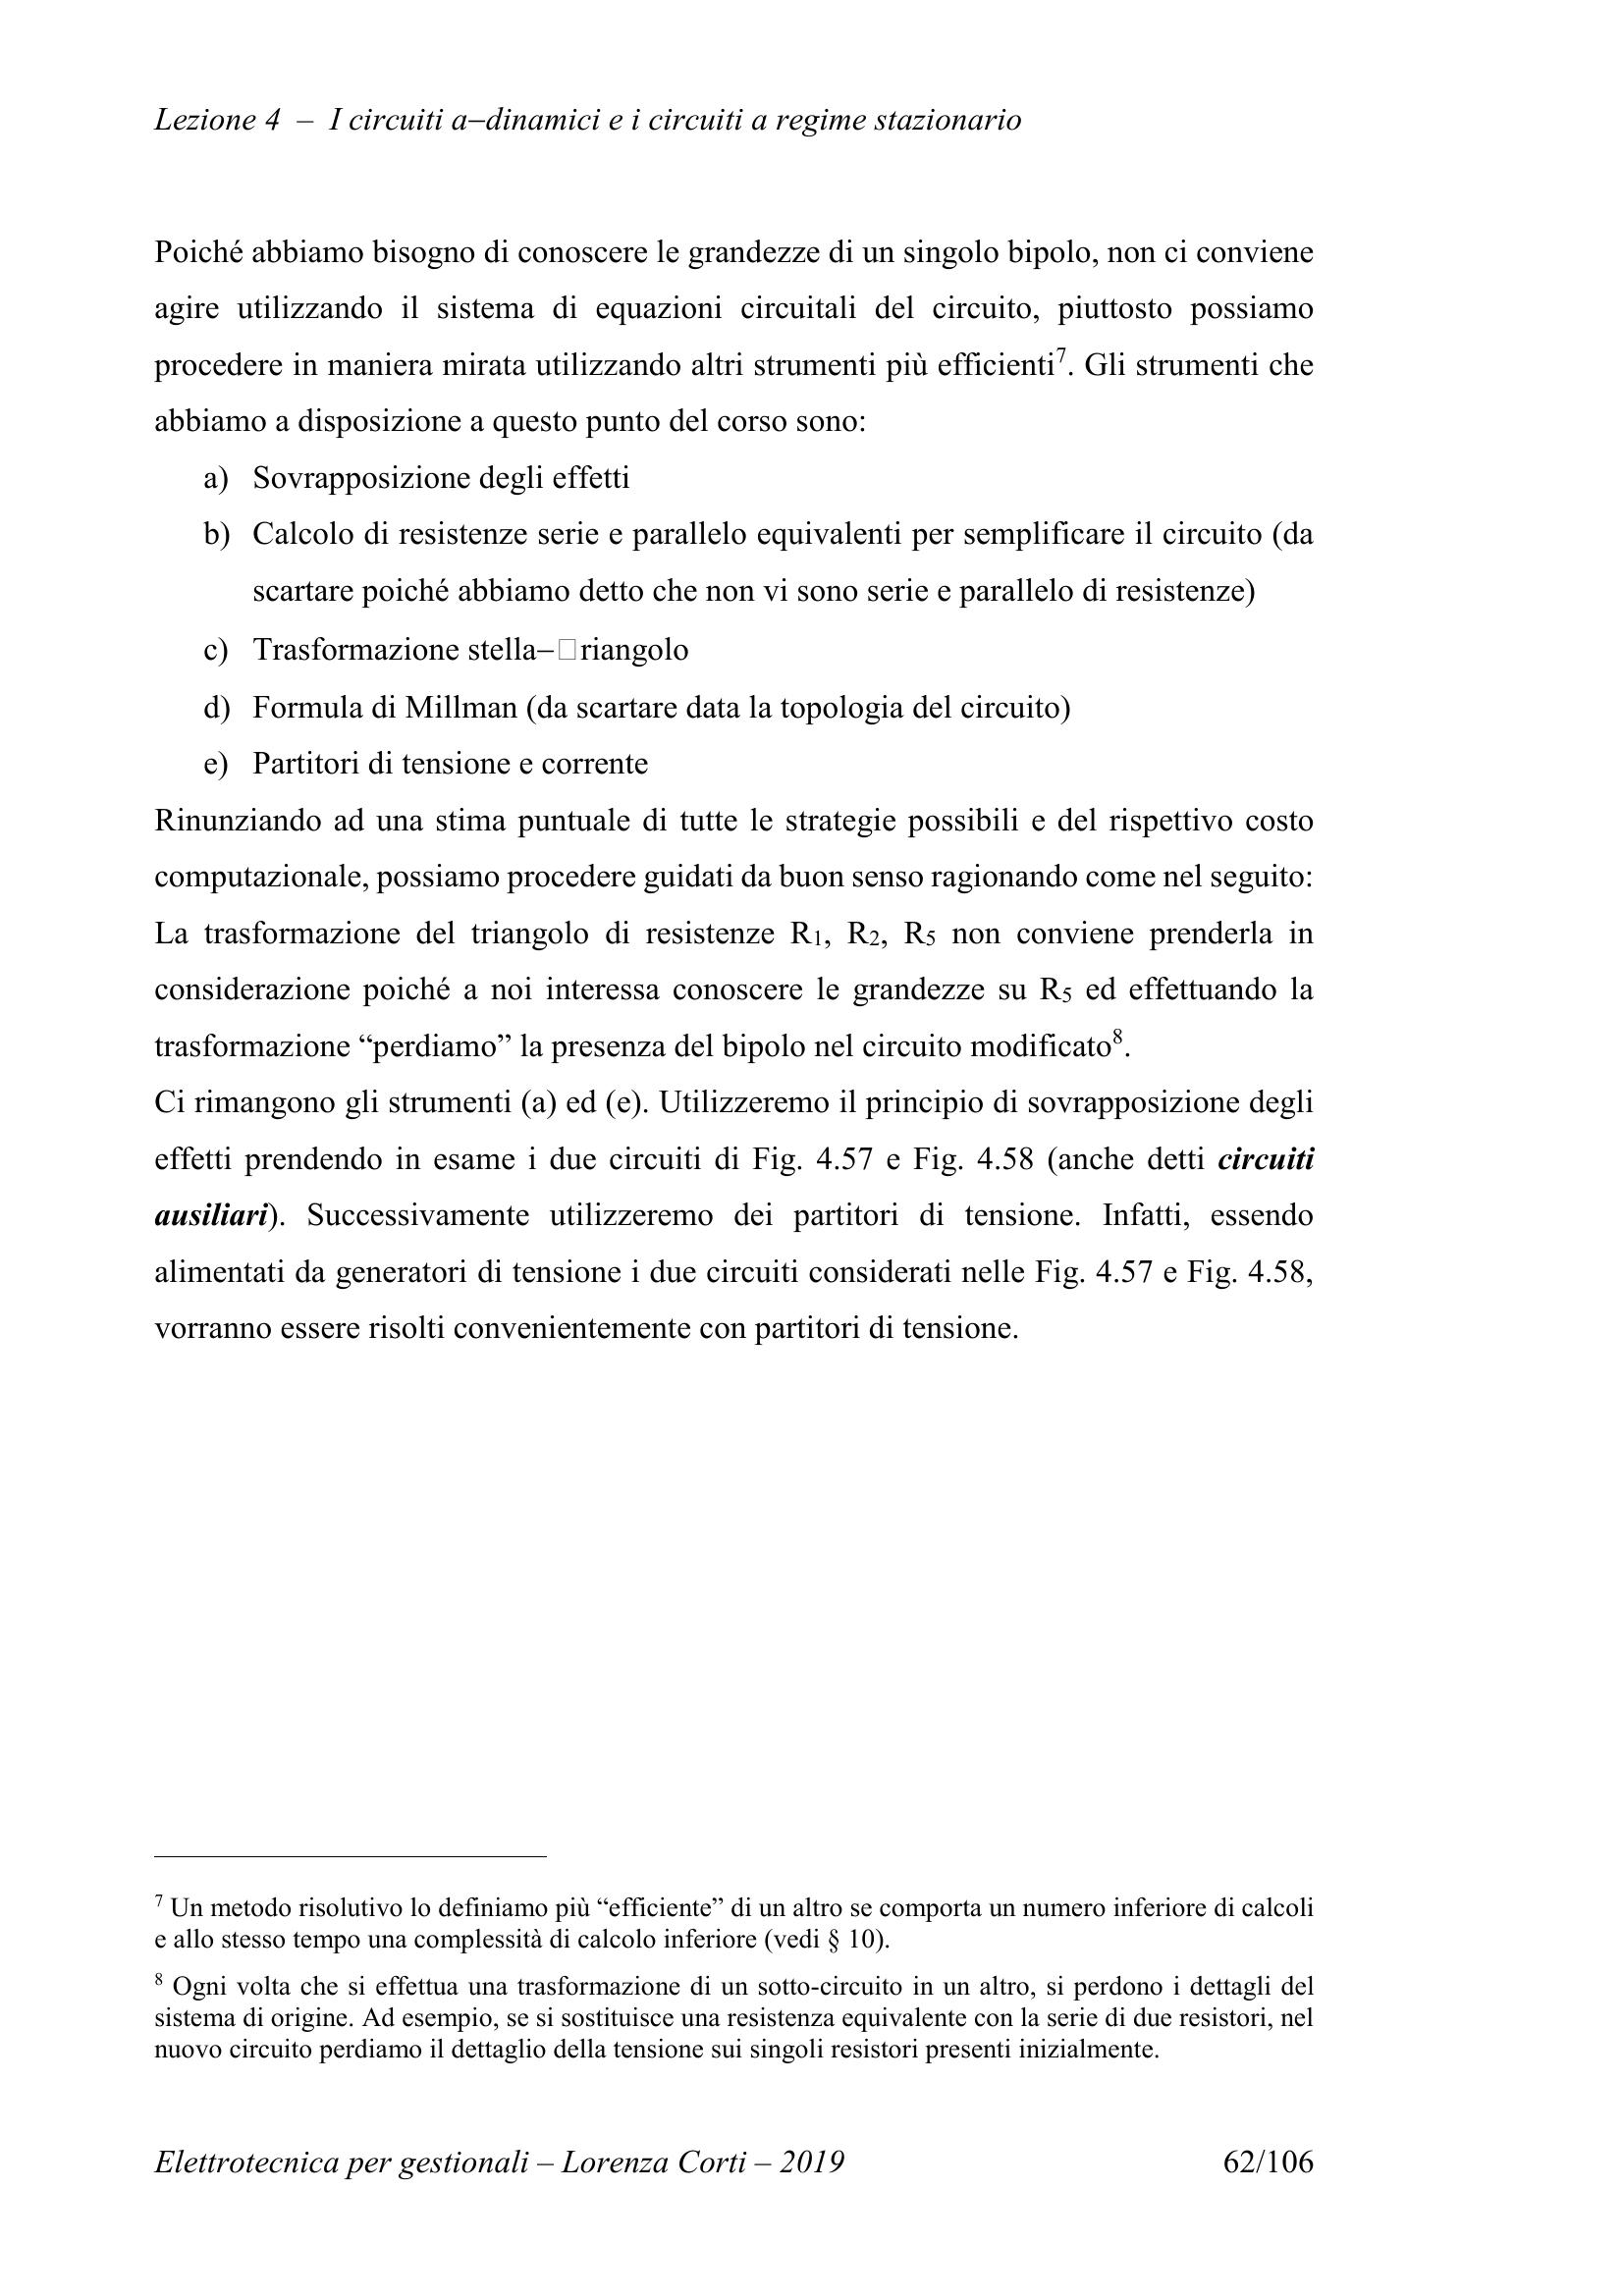 Lezione 4 – I circuiti a–dinamici e i circuiti a regime stazionario
Poiché abbiamo bisogno di conoscere le grandezze di un singolo bipolo, non ci conviene
agire utilizzando il sistema di equazioni circuitali del circuito, piuttosto possiamo
procedere in maniera mirata utilizzando altri strumenti più efficienti⁷. Gli strumenti che
abbiamo a disposizione a questo punto del corso sono:
a) Sovrapposizione degli effetti
b) Calcolo di resistenze serie e parallelo equivalenti per semplificare il circuito (da
scartare poiché abbiamo detto che non vi sono serie e parallelo di resistenze)
c) Trasformazione stella–□riangolo
d) Formula di Millman (da scartare data la topologia del circuito)
e) Partitori di tensione e corrente
Rinunziando ad una stima puntuale di tutte le strategie possibili e del rispettivo costo
computazionale, possiamo procedere guidati da buon senso ragionando come nel seguito:
La trasformazione del triangolo di resistenze R₁, R₂, R₅ non conviene prenderla in
considerazione poiché a noi interessa conoscere le grandezze su R₅ ed effettuando la
trasformazione “perdiamo” la presenza del bipolo nel circuito modificato⁸.
Ci rimangono gli strumenti (a) ed (e). Utilizzeremo il principio di sovrapposizione degli
effetti prendendo in esame i due circuiti di Fig. 4.57 e Fig. 4.58 (anche detti circuiti
ausiliari). Successivamente utilizzeremo dei partitori di tensione. Infatti, essendo
alimentati da generatori di tensione i due circuiti considerati nelle Fig. 4.57 e Fig. 4.58,
vorranno essere risolti convenientemente con partitori di tensione.
⁷ Un metodo risolutivo lo definiamo più “efficiente” di un altro se comporta un numero inferiore di calcoli
e allo stesso tempo una complessità di calcolo inferiore (vedi § 10).
⁸ Ogni volta che si effettua una trasformazione di un sotto-circuito in un altro, si perdono i dettagli del
sistema di origine. Ad esempio, se si sostituisce una resistenza equivalente con la serie di due resistori, nel
nuovo circuito perdiamo il dettaglio della tensione sui singoli resistori presenti inizialmente.
Elettrotecnica per gestionali – Lorenza Corti – 2019 62/106